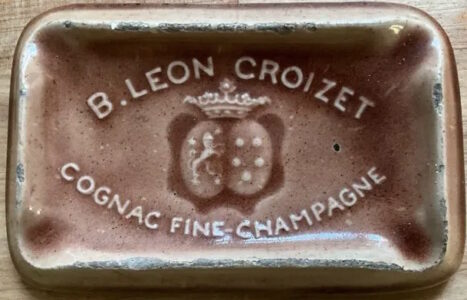 B. LEON CROIZET
COGNAC FINE-CHAMPAGNE